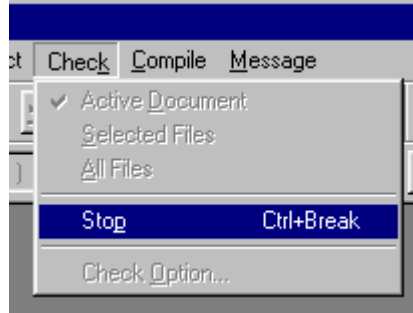 ct Check Compile Message
Active Document
Selected Files
All Files
Stop Ctrl+Break
Check Option...